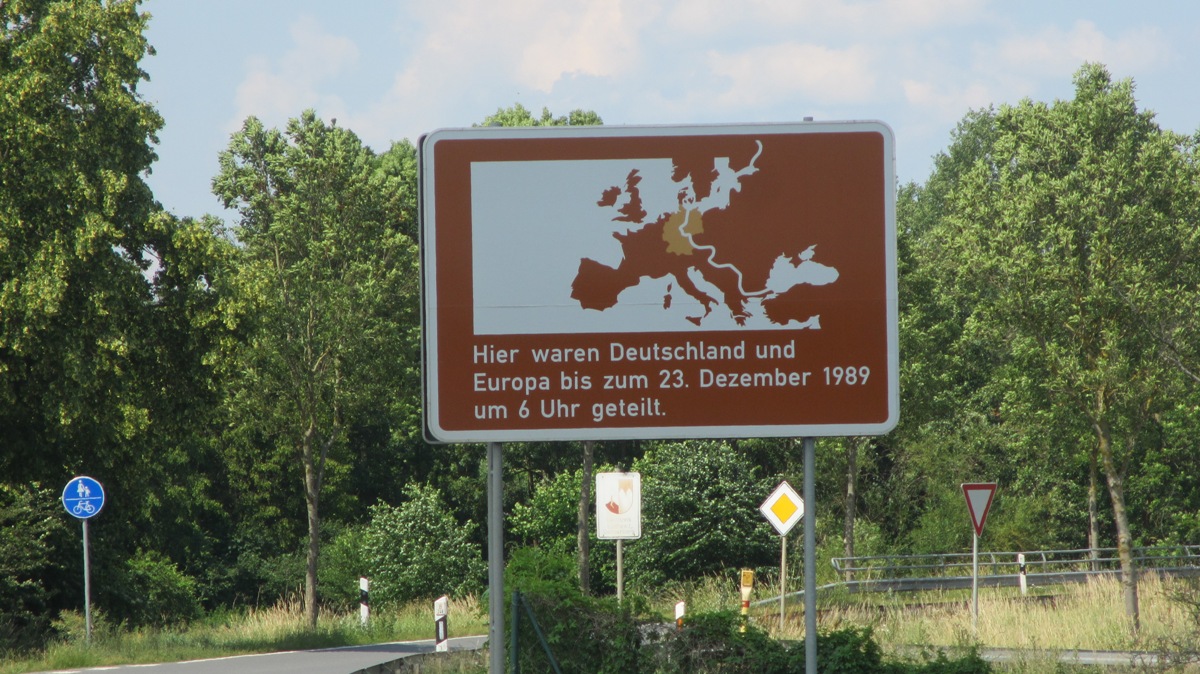 Hier waren Deutschland und
Europa bis zum 23. Dezember 1989
um 6 Uhr geteilt.